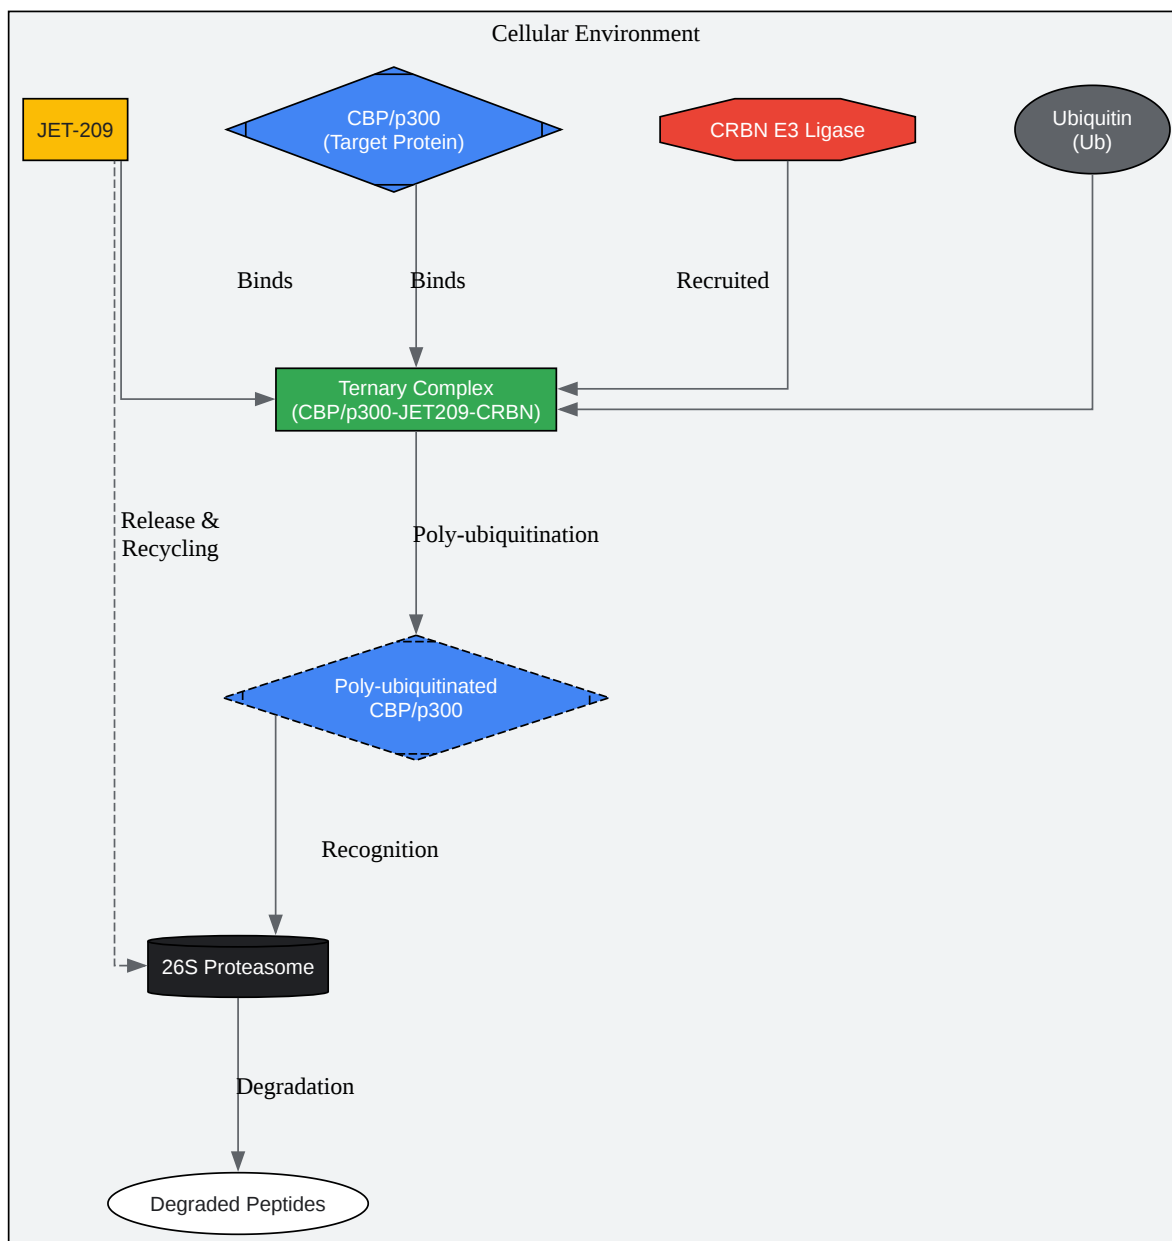 Cellular Environment
JET-209
CBP/p300
(Target Protein)
CRBN E3 Ligase
Ubiquitin
(Ub)
Binds
Binds
Recruited
Ternary Complex
(CBP/p300-JET209-CRBN)
Release &
Recycling
Poly-ubiquitination
Poly-ubiquitinated
CBP/p300
Recognition
26S Proteasome
Degradation
Degraded Peptides